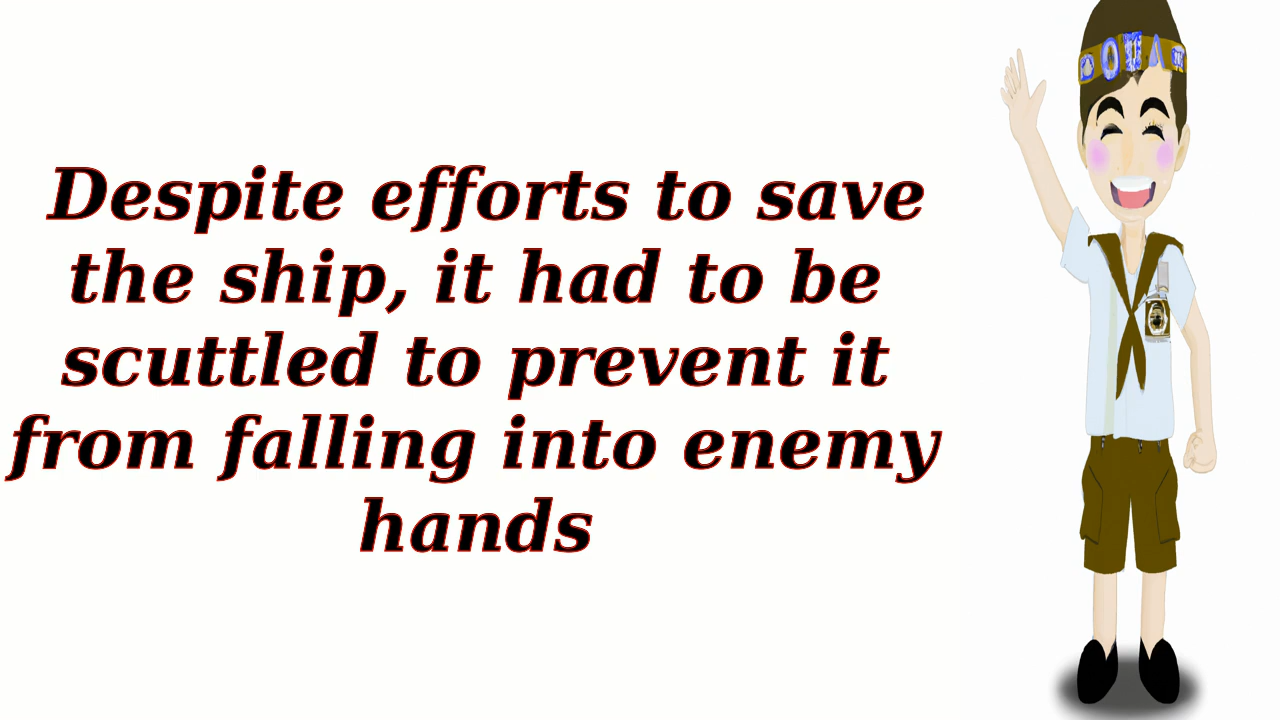 Despite efforts to save
the ship, it had to be
scuttled to prevent it
from falling into enemy
hands